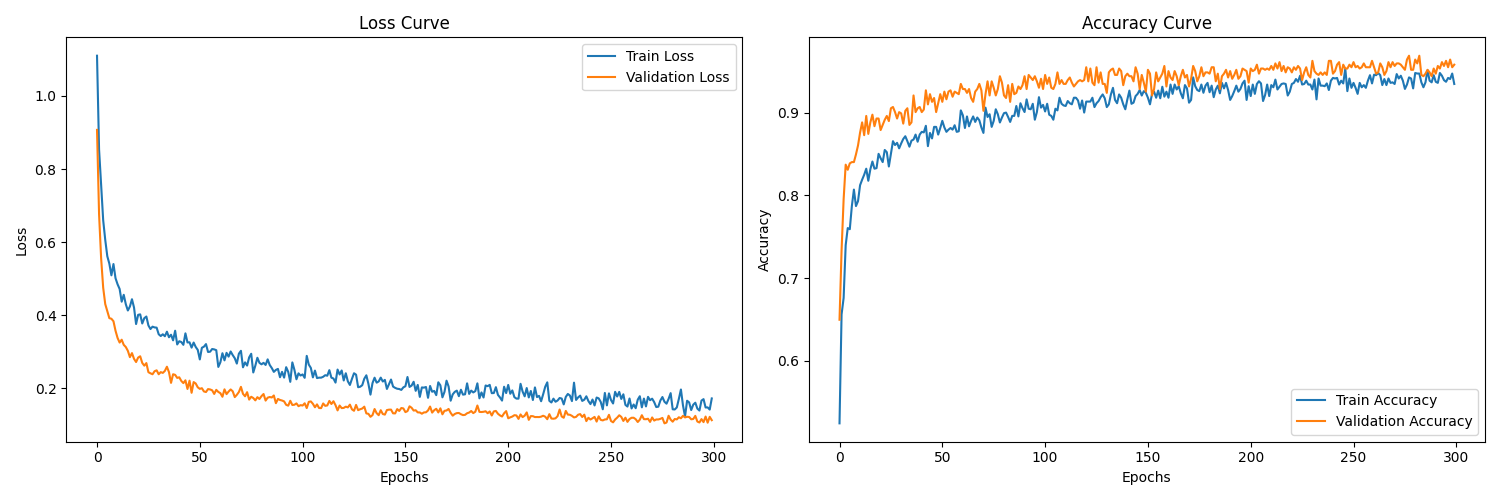 Loss Curve
Train Loss
Validation Loss
1.0
0.8
0.6
0.4
0.2
Loss
0 50 100 150 200 250 300
Epochs
Accuracy Curve
0.9
0.8
0.7
0.6
Accuracy
Train Accuracy
Validation Accuracy
0 50 100 150 200 250 300
Epochs